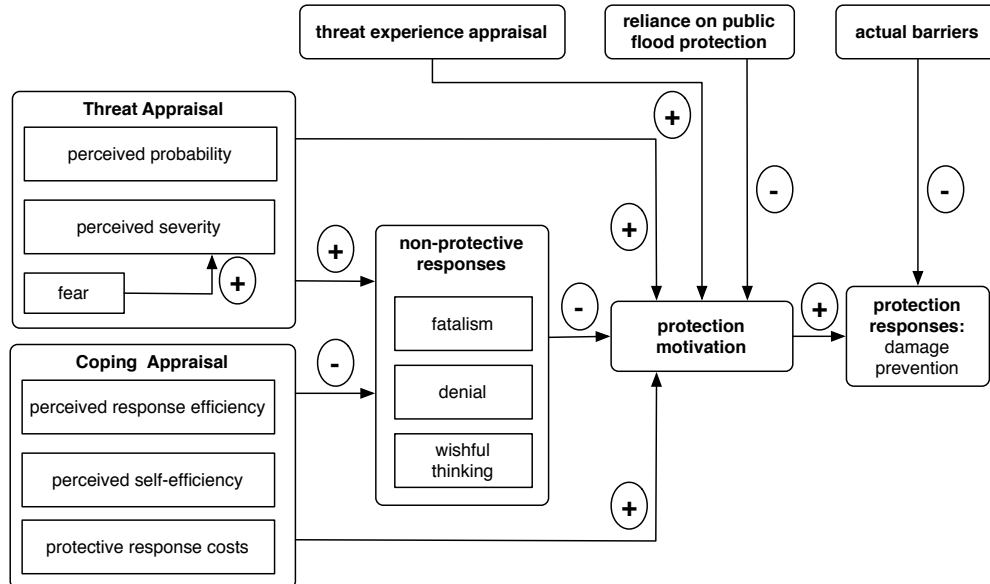 threat experience appraisal
reliance on public
flood protection
actual barriers
Threat Appraisal
perceived probability
perceived severity
fear
+
+
non-protective
responses
fatalism
denial
wishful
thinking
Coping Appraisal
perceived response efficiency
perceived self-efficiency
protective response costs
-
+
-
+
+
-
protection
motivation
+
-
protection
responses:
damage
prevention